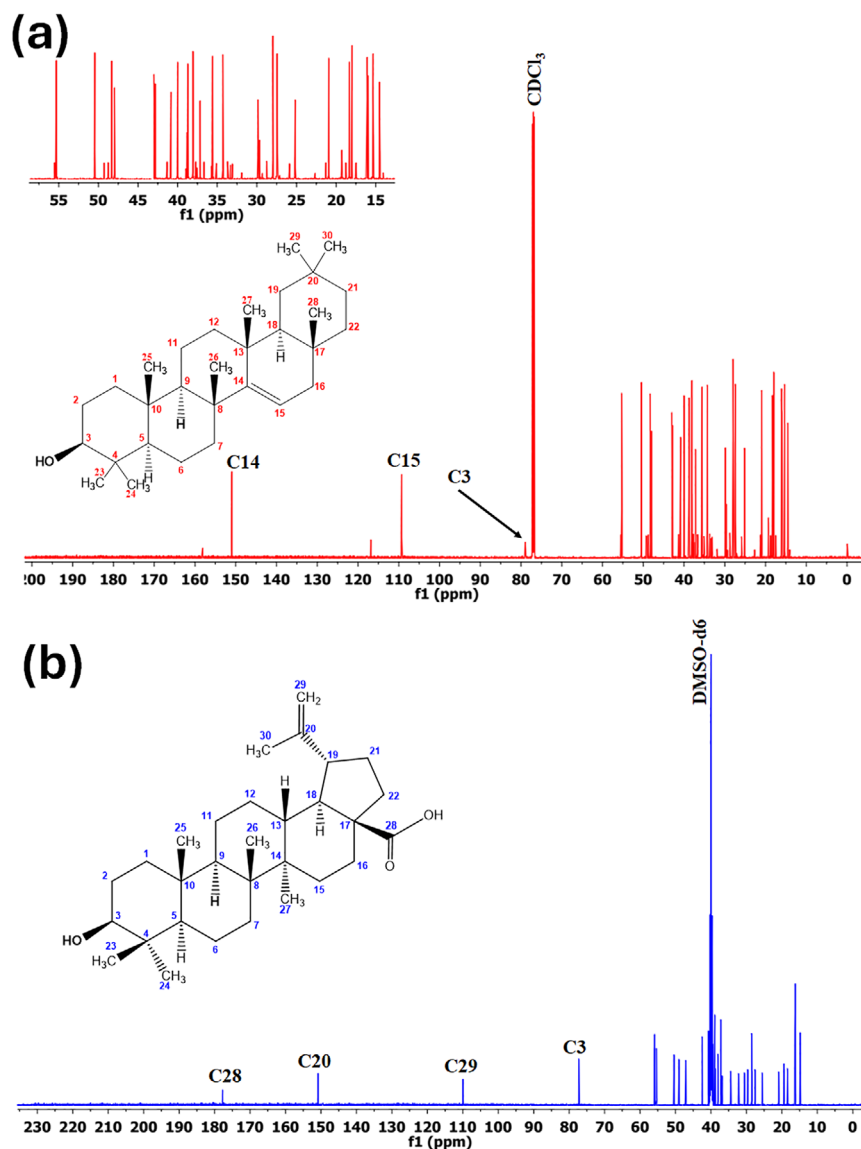 (a)
CDCl₃
55 50 45 40 35 30 25 20 15
f1 (ppm)
29 30
H₃C CH₃
20
19 21
27 28
12 CH₃ 18 CH₃ 22
11 13 H 17
25 26
CH₃ CH₃ 14 16
1 9 15
2 10 H 8
3 5 7
HO 4 H 6
23 24
H₃C CH₃
C14 C15 C3
200 190 180 170 160 150 140 130 120 110 100 90 80 70 60 50 40 30 20 10 0
f1 (ppm)
(b)
DMSO-d6
29
CH₂
20
30
H₃C 19 21
H
12 18 22
11 13 H 17 OH
25 26 28
CH₃ CH₃ 14 16 O
1 9 15
2 10 H 8 CH₃
27
3 5 7
HO 4 H 6
23
H₃C CH₃
24
C28 C20 C29 C3
230 220 210 200 190 180 170 160 150 140 130 120 110 100 90 80 70 60 50 40 30 20 10 0
f1 (ppm)